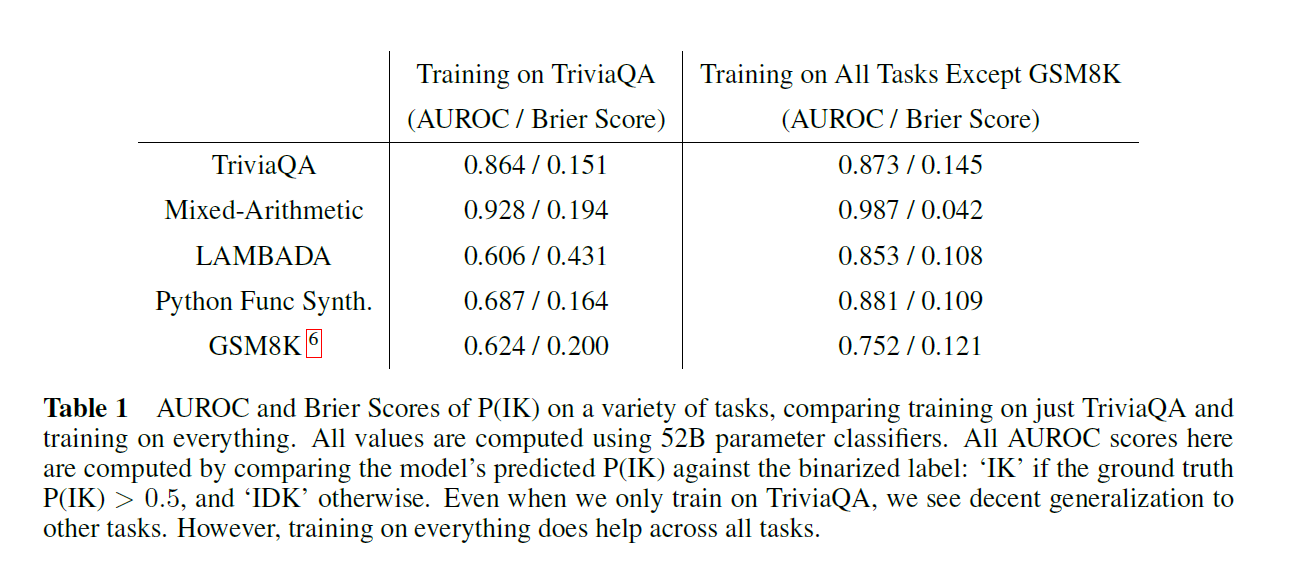 Training on TriviaQA Training on All Tasks Except GSM8K
(AUROC / Brier Score) (AUROC / Brier Score)
TriviaQA 0.864 / 0.151 0.873 / 0.145
Mixed-Arithmetic 0.928 / 0.194 0.987 / 0.042
LAMBADA 0.606 / 0.431 0.853 / 0.108
Python Func Synth. 0.687 / 0.164 0.881 / 0.109
GSM8K 6 0.624 / 0.200 0.752 / 0.121
Table 1 AUROC and Brier Scores of P(IK) on a variety of tasks, comparing training on just TriviaQA and
training on everything. All values are computed using 52B parameter classifiers. All AUROC scores here
are computed by comparing the model's predicted P(IK) against the binarized label: ‘IK’ if the ground truth
P(IK) > 0.5, and ‘IDK’ otherwise. Even when we only train on TriviaQA, we see decent generalization to
other tasks. However, training on everything does help across all tasks.